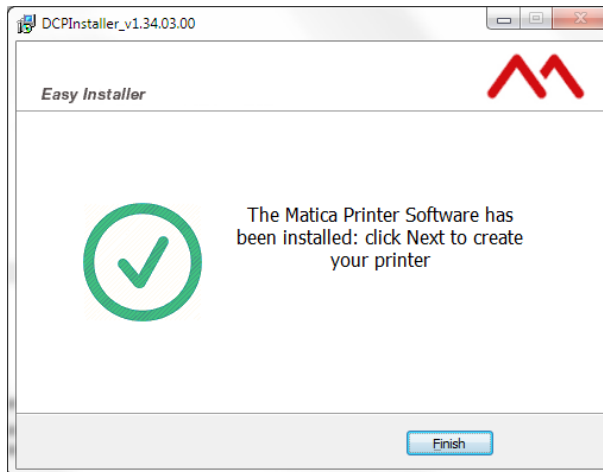 DCPInstaller_v1.34.03.00
Easy Installer
The Matica Printer Software has
been installed: click Next to create
your printer
Finish